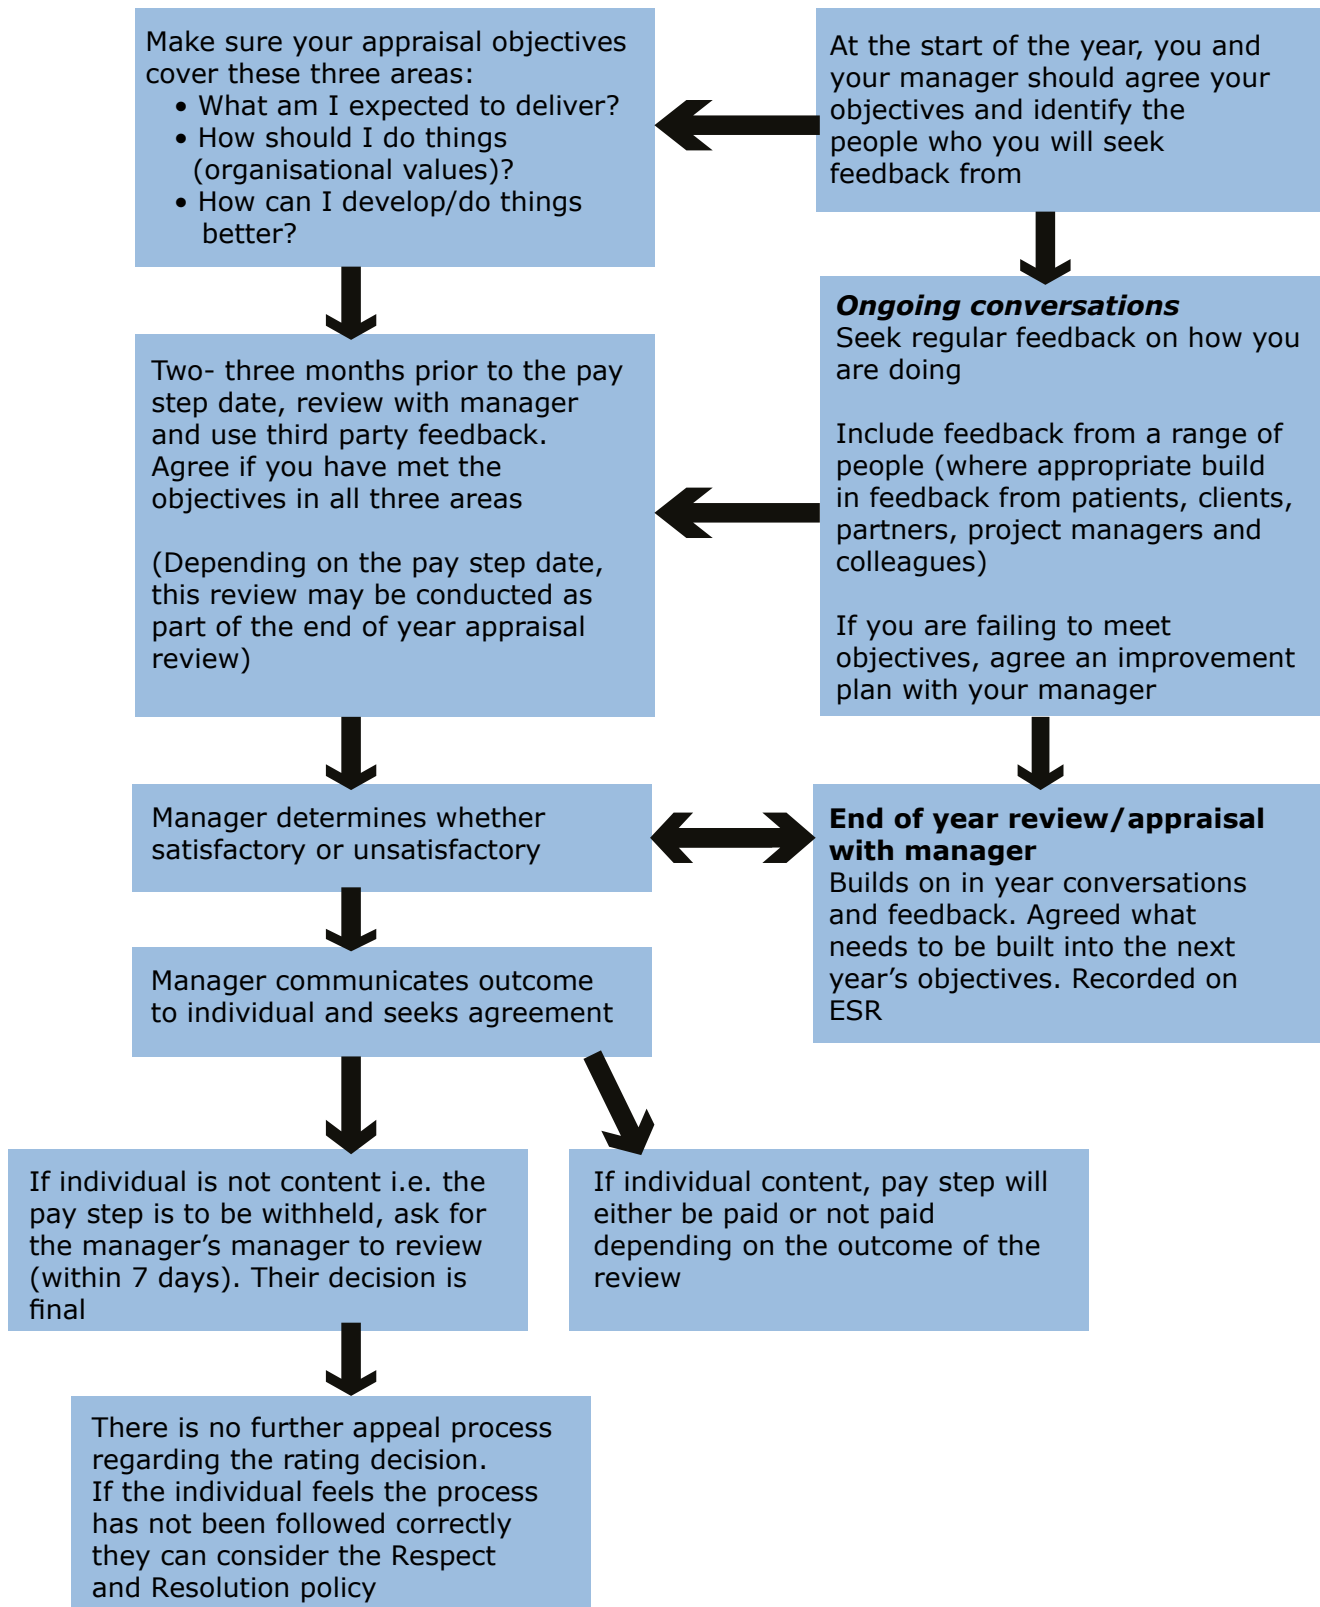 Make sure your appraisal objectives
cover these three areas:
• What am I expected to deliver?
• How should I do things
(organisational values)?
• How can I develop/do things
better?
At the start of the year, you and
your manager should agree your
objectives and identify the
people who you will seek
feedback from
Two- three months prior to the pay
step date, review with manager
and use third party feedback.
Agree if you have met the
objectives in all three areas
(Depending on the pay step date,
this review may be conducted as
part of the end of year appraisal
review)
Ongoing conversations
Seek regular feedback on how you
are doing
Include feedback from a range of
people (where appropriate build
in feedback from patients, clients,
partners, project managers and
colleagues)
If you are failing to meet
objectives, agree an improvement
plan with your manager
Manager determines whether
satisfactory or unsatisfactory
End of year review/appraisal
with manager
Builds on in year conversations
and feedback. Agreed what
needs to be built into the next
year’s objectives. Recorded on
ESR
Manager communicates outcome
to individual and seeks agreement
If individual is not content i.e. the
pay step is to be withheld, ask for
the manager’s manager to review
(within 7 days). Their decision is
final
If individual content, pay step will
either be paid or not paid
depending on the outcome of the
review
There is no further appeal process
regarding the rating decision.
If the individual feels the process
has not been followed correctly
they can consider the Respect
and Resolution policy